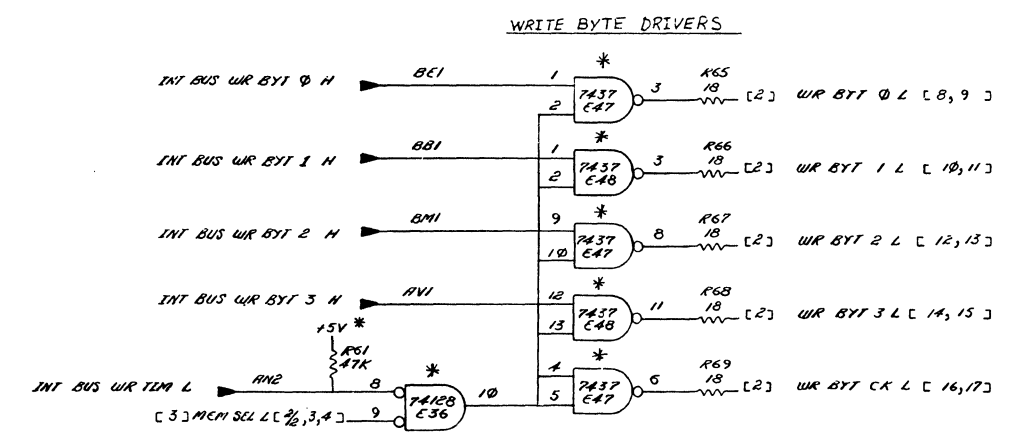 WRITE BYTE DRIVERS
*
INT BUS WR BYT 0 H BE1 1 2 7437 E47 3 R65 18 [2] WR BYT 0 L [8, 9]
*
INT BUS WR BYT 1 H BB1 1 2 7437 E48 3 R66 18 [2] WR BYT 1 L [10, 11]
*
INT BUS WR BYT 2 H BM1 9 10 7437 E47 8 R67 18 [2] WR BYT 2 L [12, 13]
*
INT BUS WR BYT 3 H AV1 12 13 7437 E48 11 R68 18 [2] WR BYT 3 L [14, 15]
+5V *
R61
47K
*
INT BUS WR TIM L AN2 8 74128 E36 10 4 5 7437 E47 6 R69 18 [2] WR BYT CK L [16, 17]
*
[3] MEM SEL L [2/2, 3, 4] 9